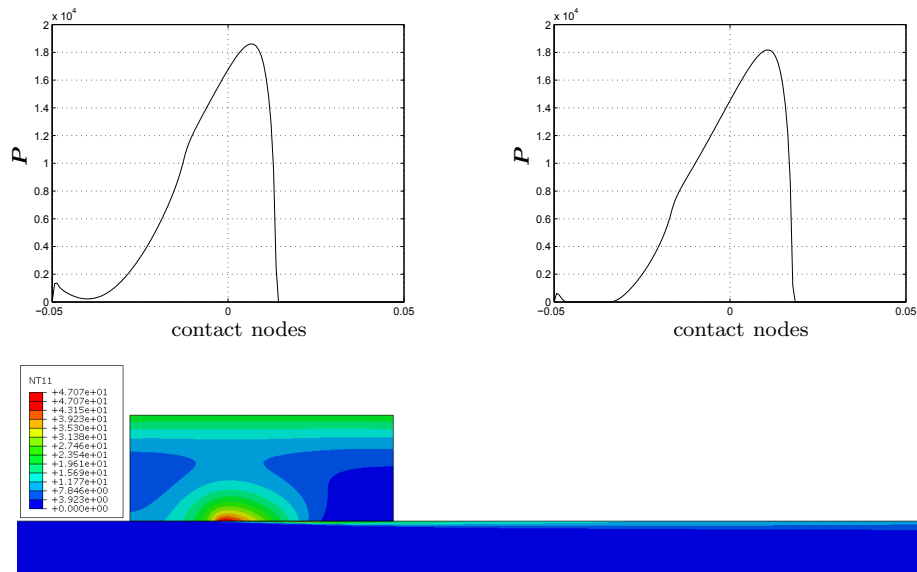 x 10⁴
2
1.8
1.6
1.4
1.2
1
0.8
0.6
0.4
0.2
0
−0.05 0 0.05
P
contact nodes
x 10⁴
2
1.8
1.6
1.4
1.2
1
0.8
0.6
0.4
0.2
0
−0.05 0 0.05
P
contact nodes
NT11
+4.707e+01
+4.707e+01
+4.315e+01
+3.923e+01
+3.530e+01
+3.138e+01
+2.746e+01
+2.354e+01
+1.961e+01
+1.569e+01
+1.177e+01
+7.846e+00
+3.923e+00
+0.000e+00